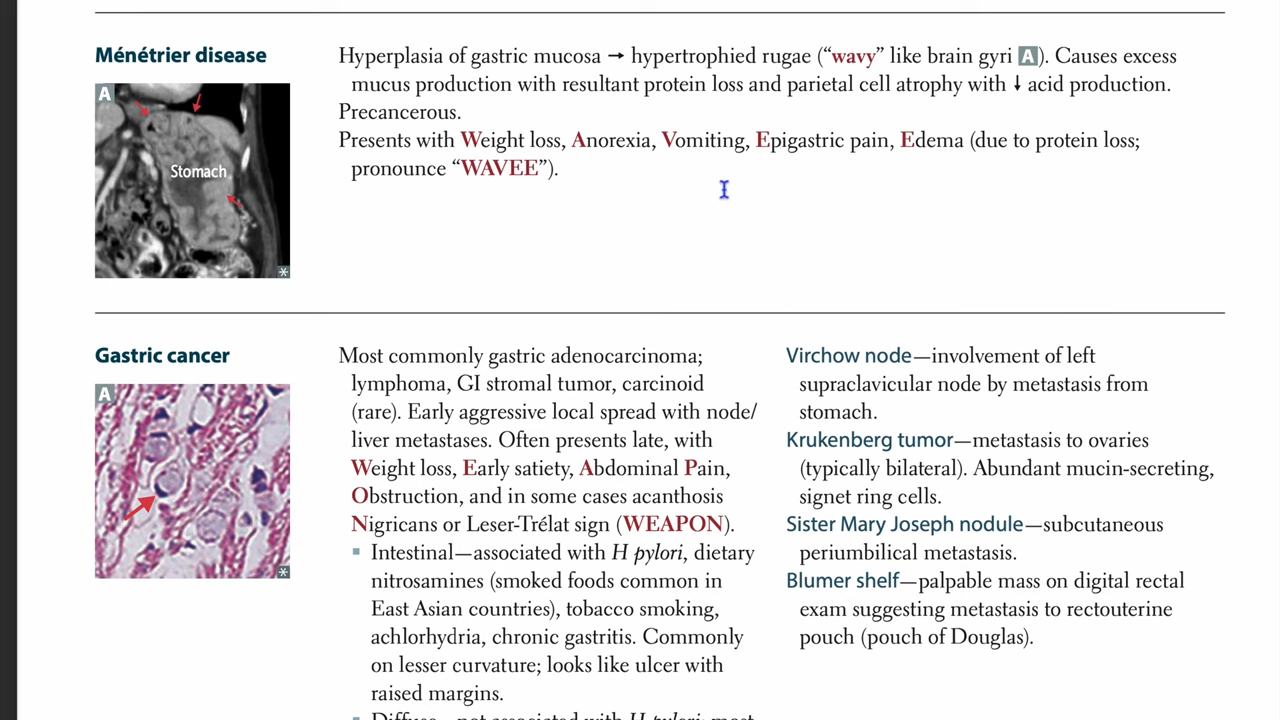 Ménétrier disease
A
Stomach
Hyperplasia of gastric mucosa → hypertrophied rugae (“wavy” like brain gyri A). Causes excess
mucus production with resultant protein loss and parietal cell atrophy with ↓ acid production.
Precancerous.
Presents with Weight loss, Anorexia, Vomiting, Epigastric pain, Edema (due to protein loss;
pronounce “WAVEE”).
Gastric cancer
A
Most commonly gastric adenocarcinoma;
lymphoma, GI stromal tumor, carcinoid
(rare). Early aggressive local spread with node/
liver metastases. Often presents late, with
Weight loss, Early satiety, Abdominal Pain,
Obstruction, and in some cases acanthosis
Nigricans or Leser-Trélat sign (WEAPON).
▪ Intestinal—associated with H pylori, dietary
nitrosamines (smoked foods common in
East Asian countries), tobacco smoking,
achlorhydria, chronic gastritis. Commonly
on lesser curvature; looks like ulcer with
raised margins.
▪ Diffuse—not associated with H pylori; most
Virchow node—involvement of left
supraclavicular node by metastasis from
stomach.
Krukenberg tumor—metastasis to ovaries
(typically bilateral). Abundant mucin-secreting,
signet ring cells.
Sister Mary Joseph nodule—subcutaneous
periumbilical metastasis.
Blumer shelf—palpable mass on digital rectal
exam suggesting metastasis to rectouterine
pouch (pouch of Douglas).